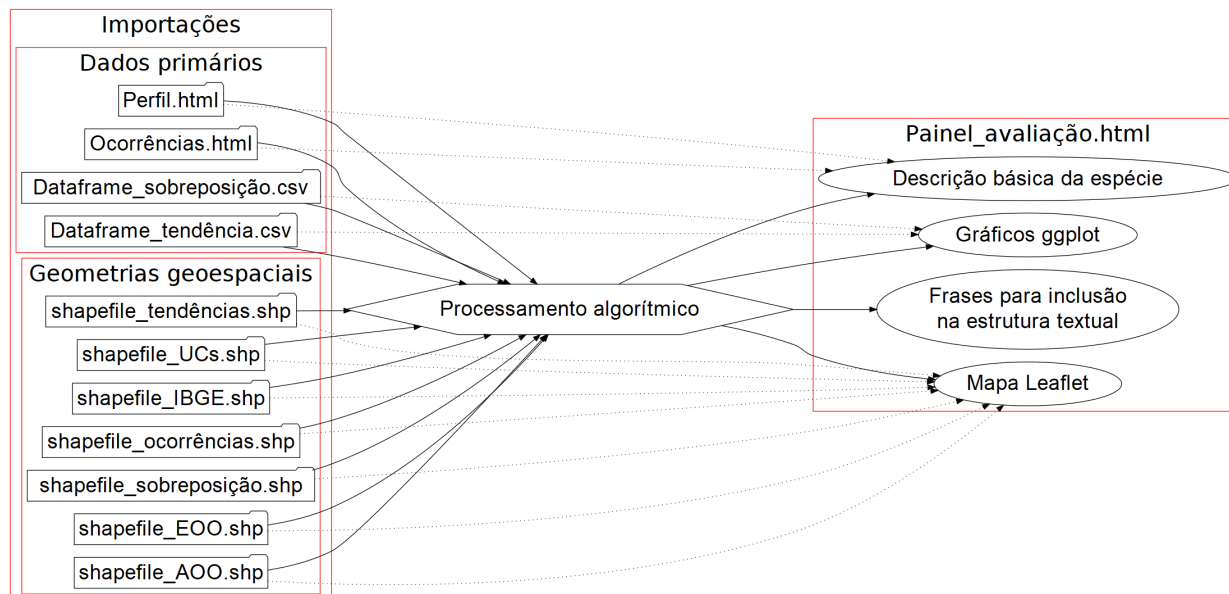 Importações
Dados primários
Perfil.html
Ocorrências.html
Dataframe_sobreposição.csv
Dataframe_tendência.csv
Geometrias geoespaciais
shapefile_tendências.shp
shapefile_UCs.shp
shapefile_IBGE.shp
shapefile_ocorrências.shp
shapefile_sobreposição.shp
shapefile_EOO.shp
shapefile_AOO.shp
Processamento algorítmico
Painel_avaliação.html
Descrição básica da espécie
Gráficos ggplot
Frases para inclusão
na estrutura textual
Mapa Leaflet